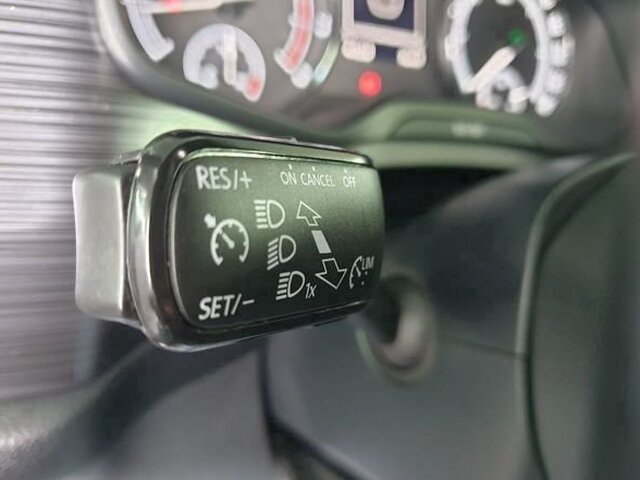 RES/+
ON CANCEL OFF
LIM
1x
SET/-